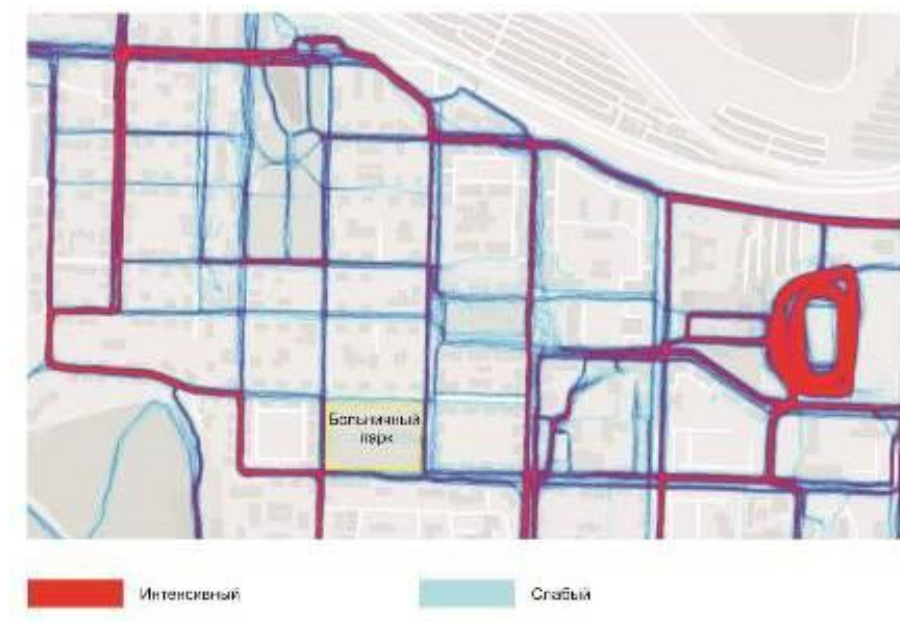 Больничный
парк
Интенсивный
Слабый